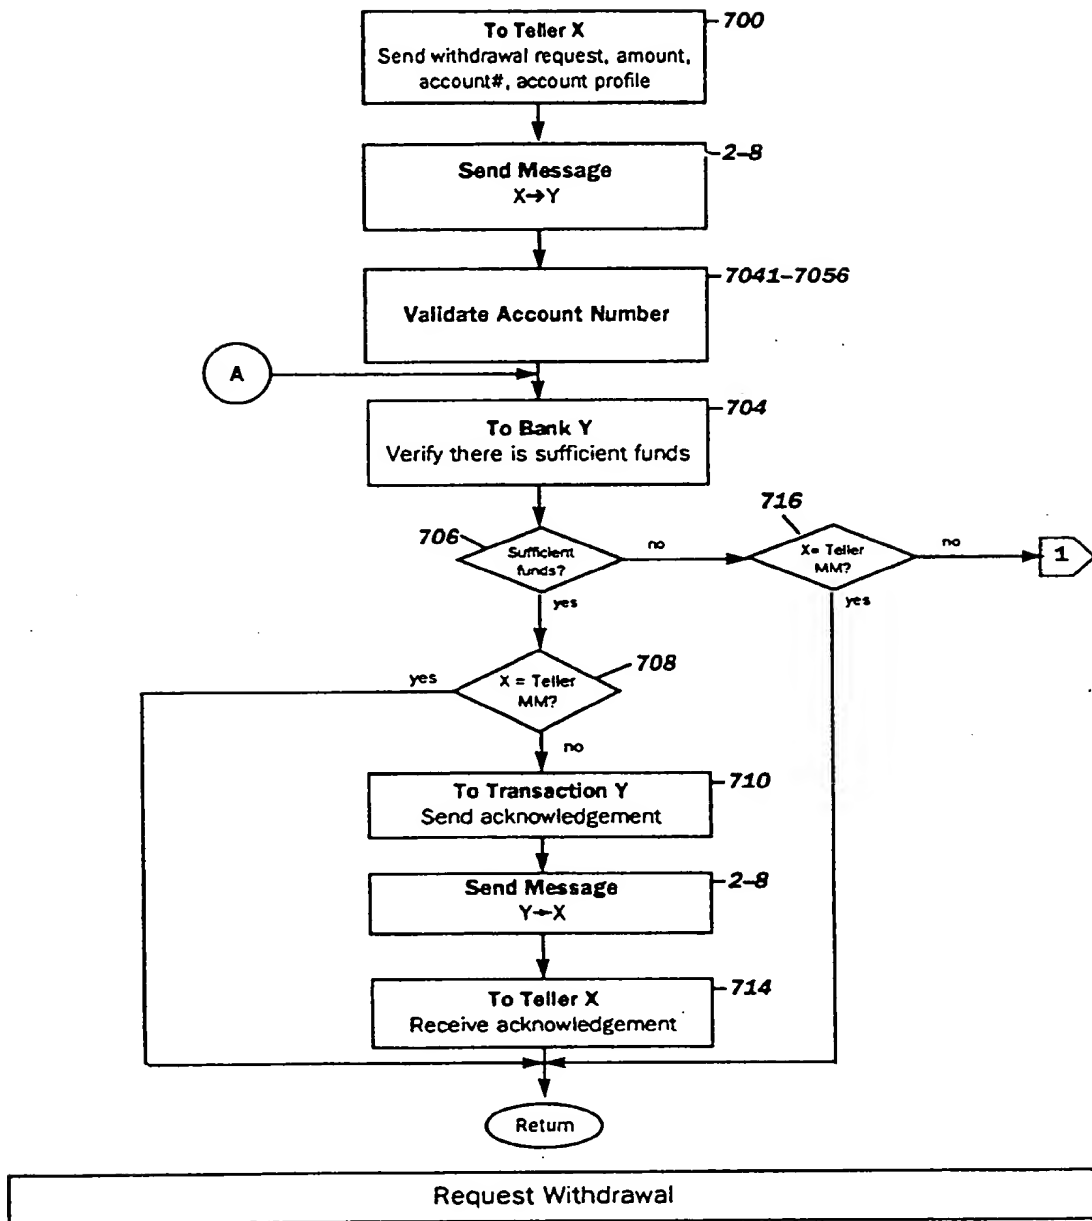 To Teller X
Send withdrawal request, amount,
account#, account profile
700
Send Message
X→Y
2–8
Validate Account Number
7041–7056
A
To Bank Y
Verify there is sufficient funds
704
706
Sufficient
funds?
no
716
X= Teller
MM?
no
1
yes
yes
708
X = Teller
MM?
yes
no
To Transaction Y
Send acknowledgement
710
Send Message
Y→X
2–8
To Teller X
Receive acknowledgement
714
Return
Request Withdrawal